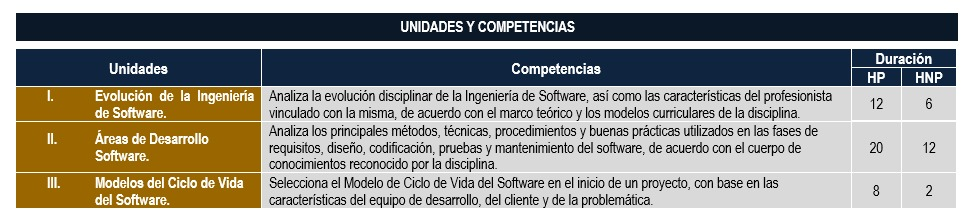 UNIDADES Y COMPETENCIAS
Unidades
Competencias
Duración
HP
HNP
I. Evolución de la Ingeniería
de Software.
Analiza la evolución disciplinar de la Ingeniería de Software, así como las características del profesionista
vinculado con la misma, de acuerdo con el marco teórico y los modelos curriculares de la disciplina.
12
6
II. Áreas de Desarrollo
Software.
Analiza los principales métodos, técnicas, procedimientos y buenas prácticas utilizados en las fases de
requisitos, diseño, codificación, pruebas y mantenimiento del software, de acuerdo con el cuerpo de
conocimientos reconocido por la disciplina.
20
12
III. Modelos del Ciclo de Vida
del Software.
Selecciona el Modelo de Ciclo de Vida del Software en el inicio de un proyecto, con base en las
características del equipo de desarrollo, del cliente y de la problemática.
8
2